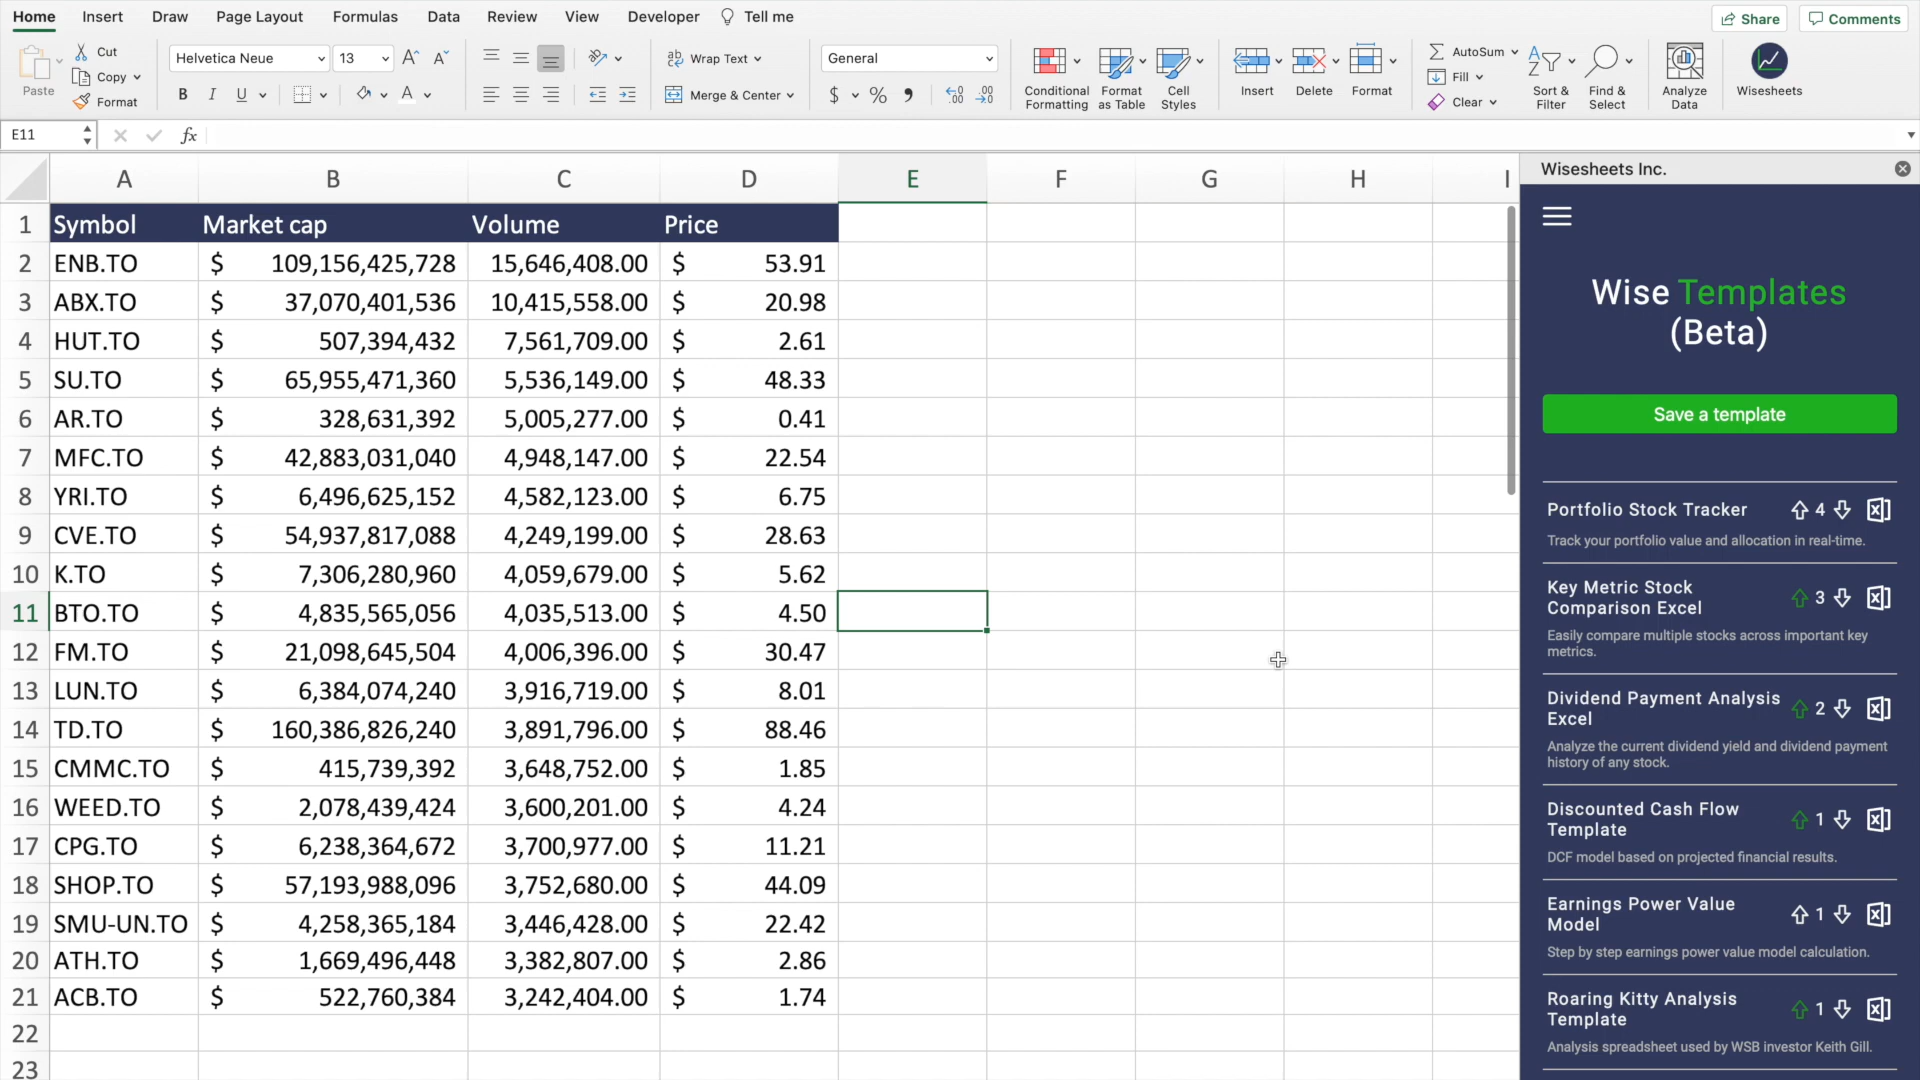 Home Insert Draw Page Layout Formulas Data Review View Developer Tell me Share Comments
Paste Cut Copy Format
Helvetica Neue 13
B I U A
Wrap Text
Merge & Center
General
$ %
Conditional Formatting
Format as Table
Cell Styles
Insert
Delete
Format
AutoSum
Fill
Clear
Sort & Filter
Find & Select
Analyze Data
Wisesheets
E11 fx
A B C D E F G H I
1 Symbol Market cap Volume Price
2 ENB.TO $ 109,156,425,728 15,646,408.00 $ 53.91
3 ABX.TO $ 37,070,401,536 10,415,558.00 $ 20.98
4 HUT.TO $ 507,394,432 7,561,709.00 $ 2.61
5 SU.TO $ 65,955,471,360 5,536,149.00 $ 48.33
6 AR.TO $ 328,631,392 5,005,277.00 $ 0.41
7 MFC.TO $ 42,883,031,040 4,948,147.00 $ 22.54
8 YRI.TO $ 6,496,625,152 4,582,123.00 $ 6.75
9 CVE.TO $ 54,937,817,088 4,249,199.00 $ 28.63
10 K.TO $ 7,306,280,960 4,059,679.00 $ 5.62
11 BTO.TO $ 4,835,565,056 4,035,513.00 $ 4.50
12 FM.TO $ 21,098,645,504 4,006,396.00 $ 30.47
13 LUN.TO $ 6,384,074,240 3,916,719.00 $ 8.01
14 TD.TO $ 160,386,826,240 3,891,796.00 $ 88.46
15 CMMC.TO $ 415,739,392 3,648,752.00 $ 1.85
16 WEED.TO $ 2,078,439,424 3,600,201.00 $ 4.24
17 CPG.TO $ 6,238,364,672 3,700,977.00 $ 11.21
18 SHOP.TO $ 57,193,988,096 3,752,680.00 $ 44.09
19 SMU-UN.TO $ 4,258,365,184 3,446,428.00 $ 22.42
20 ATH.TO $ 1,669,496,448 3,382,807.00 $ 2.86
21 ACB.TO $ 522,760,384 3,242,404.00 $ 1.74
22
23
Wisesheets Inc.
Wise Templates
(Beta)
Save a template
Portfolio Stock Tracker 4
Track your portfolio value and allocation in real-time.
Key Metric Stock
Comparison Excel 3
Easily compare multiple stocks across important key
metrics.
Dividend Payment Analysis
Excel 2
Analyze the current dividend yield and dividend payment
history of any stock.
Discounted Cash Flow
Template 1
DCF model based on projected financial results.
Earnings Power Value
Model 1
Step by step earnings power value model calculation.
Roaring Kitty Analysis
Template 1
Analysis spreadsheet used by WSB investor Keith Gill.